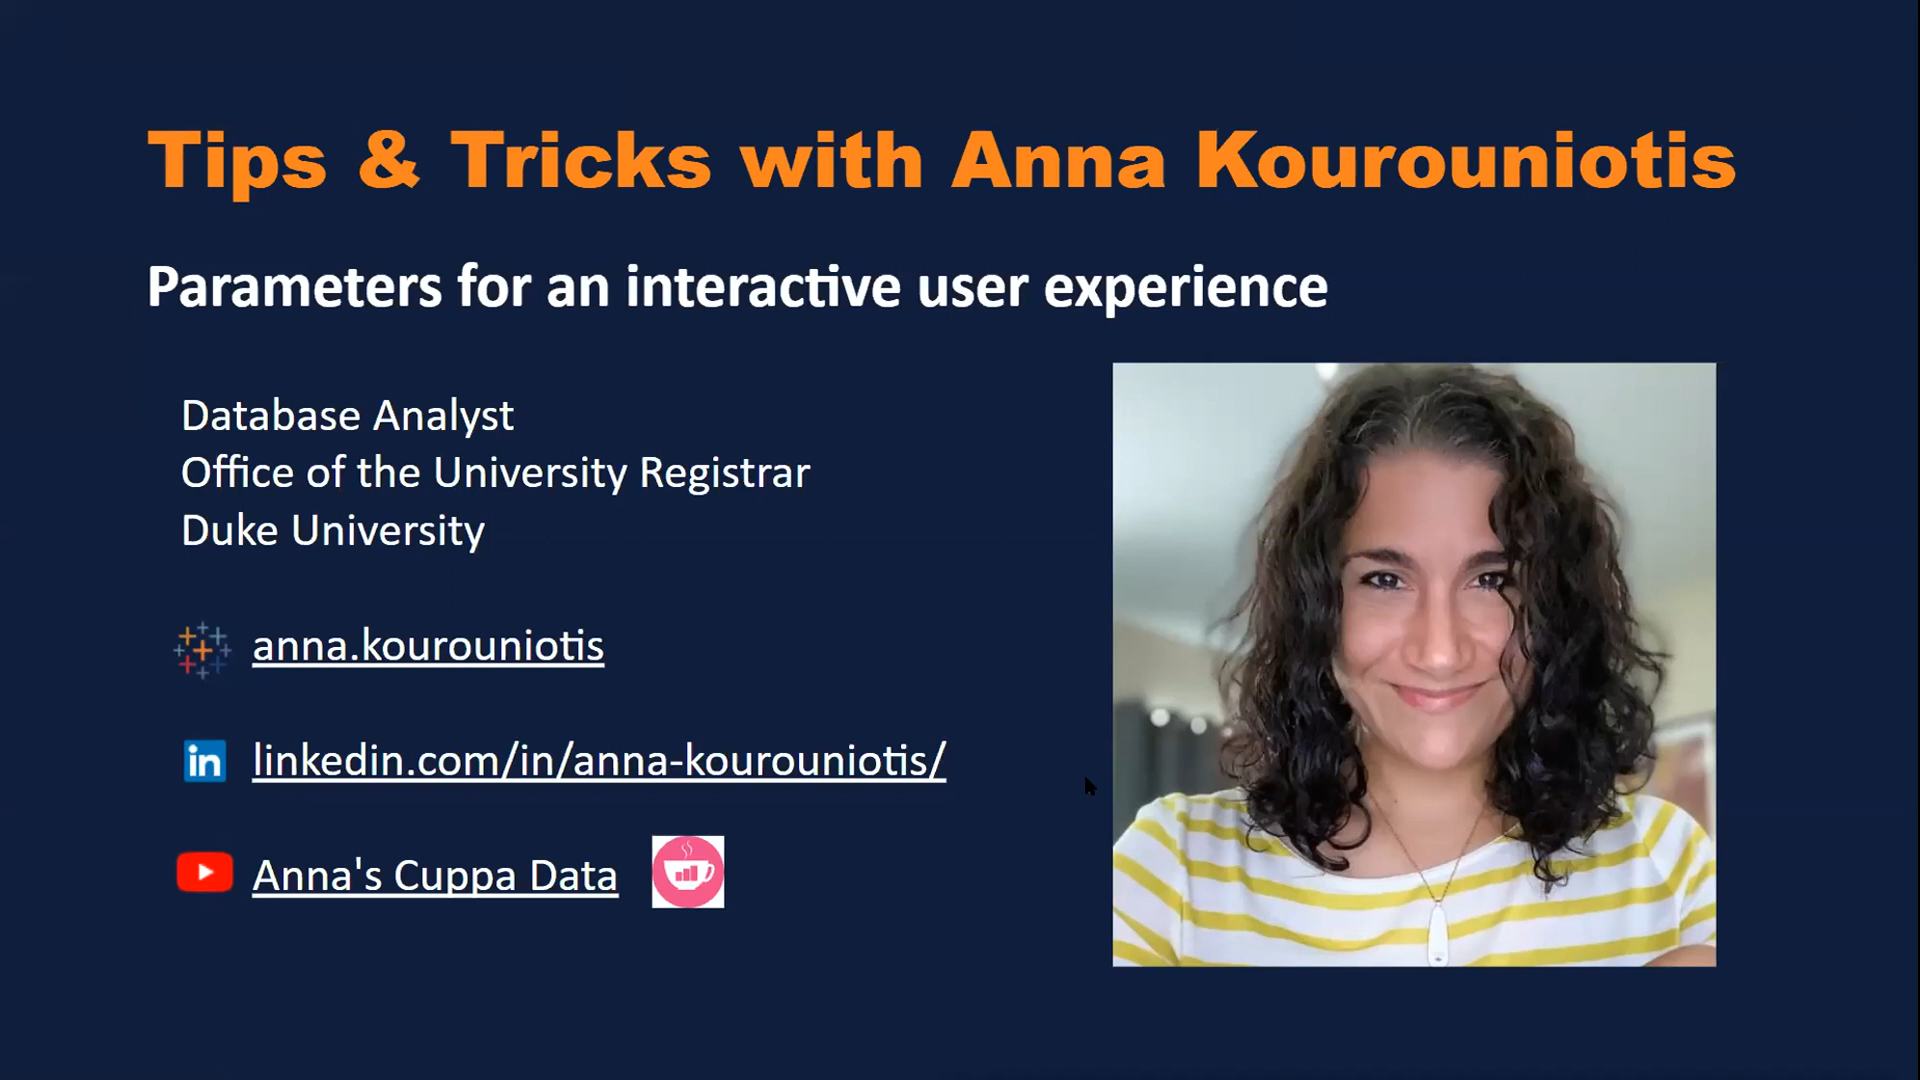 Tips & Tricks with Anna Kourouniotis
Parameters for an interactive user experience
Database Analyst
Office of the University Registrar
Duke University
anna.kourouniotis
in linkedin.com/in/anna-kourouniotis/
Anna's Cuppa Data